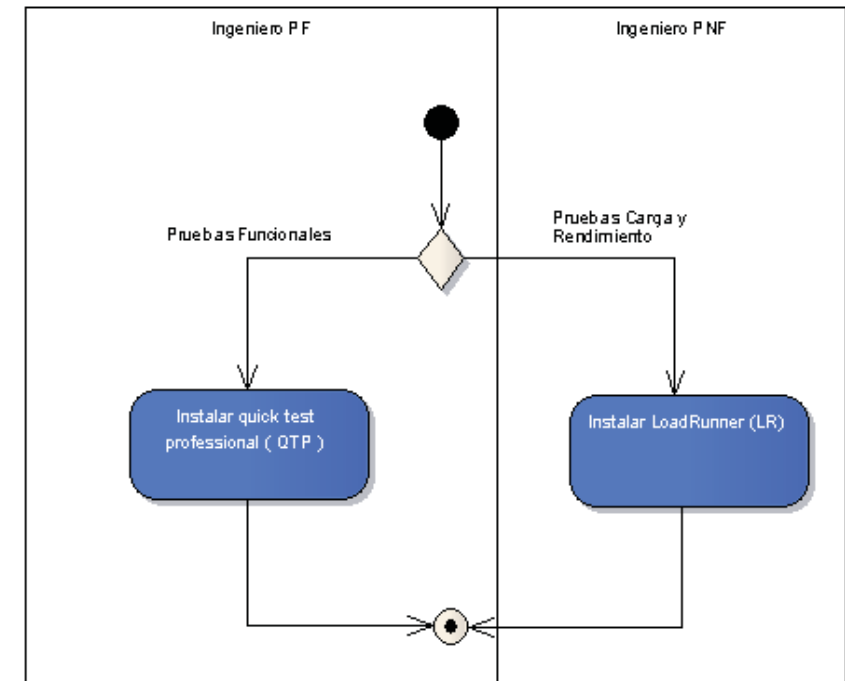 Ingeniero PF
Ingeniero PNF
Pruebas Funcionales
Pruebas Carga y
Rendimiento
Instalar quick test
professional ( QTP )
Instalar LoadRunner (LR)